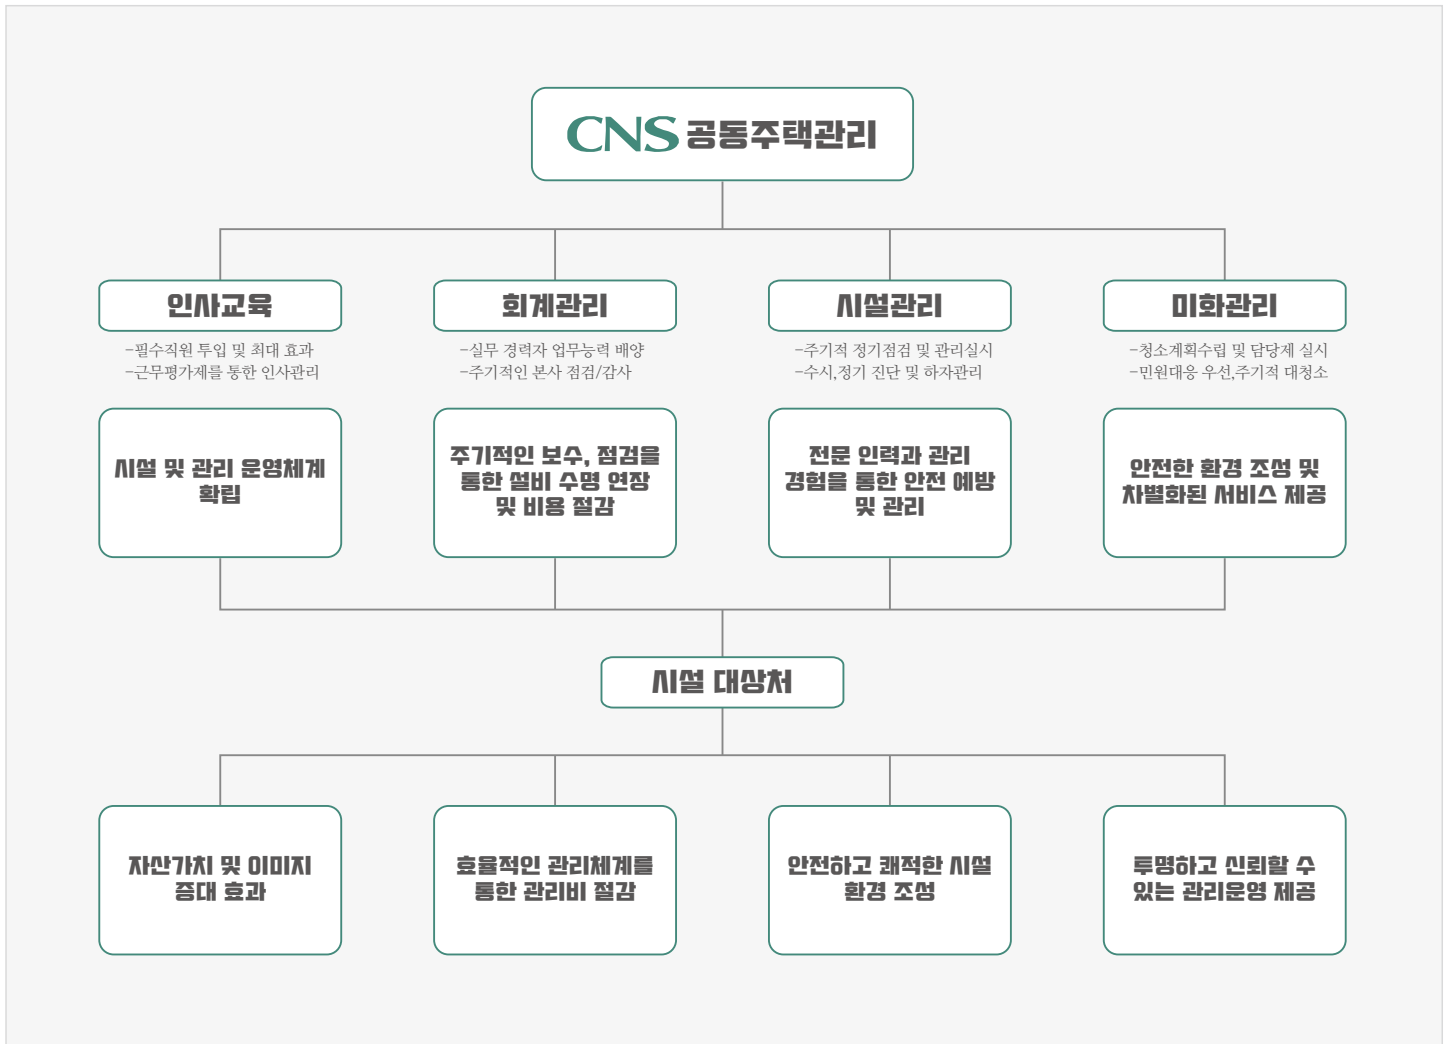 CNS 공동주택관리
인사교육
-필수직원 투입 및 최대 효과
-근무평가제를 통한 인사관리
회계관리
-실무 경력자 업무능력 배양
-주기적인 본사 점검/감사
시설관리
-주기적 정기점검 및 관리실시
-수시,정기 진단 및 하자관리
미화관리
-청소계획수립 및 담당제 실시
-민원대응 우선,주기적 대청소
시설 및 관리 운영체계
확립
주기적인 보수, 점검을
통한 설비 수명 연장
및 비용 절감
전문 인력과 관리
경험을 통한 안전 예방
및 관리
안전한 환경 조성 및
차별화된 서비스 제공
시설 대상처
자산가치 및 이미지
증대 효과
효율적인 관리체계를
통한 관리비 절감
안전하고 쾌적한 시설
환경 조성
투명하고 신뢰할 수
있는 관리운영 제공